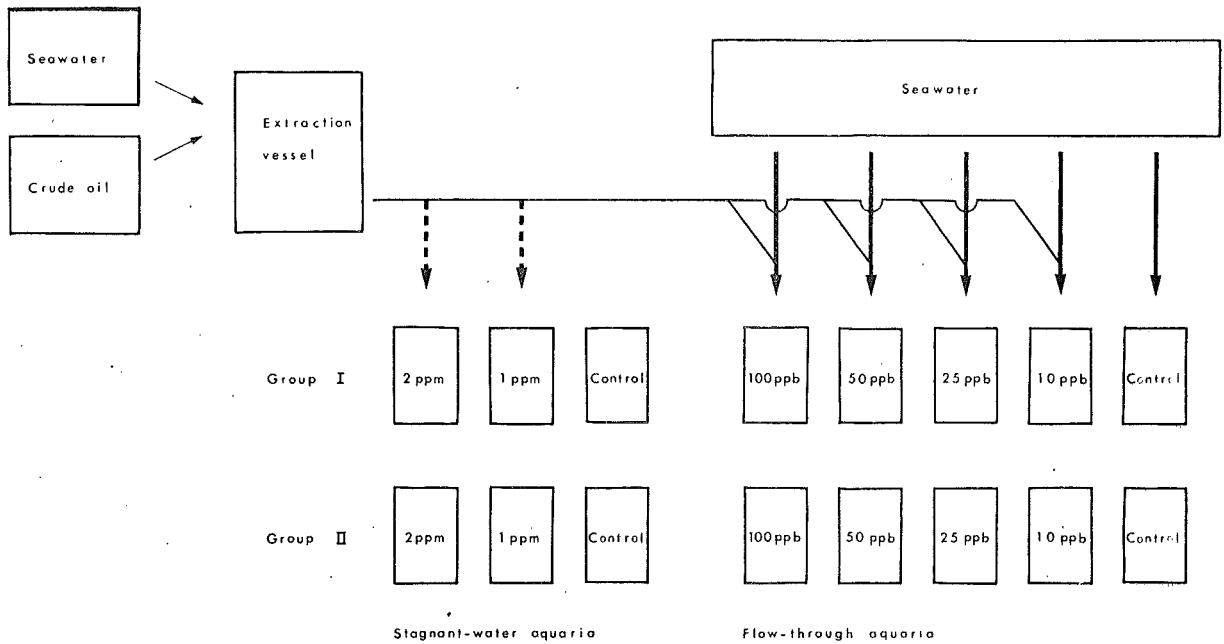 Seawater
Crude oil
Extraction
vessel
Seawater
Group I
2 ppm
1 ppm
Control
100 ppb
50 ppb
25 ppb
10 ppb
Control
Group II
2 ppm
1 ppm
Control
100 ppb
50 ppb
25 ppb
10 ppb
Control
Stagnant-water aquaria
Flow-through aquaria